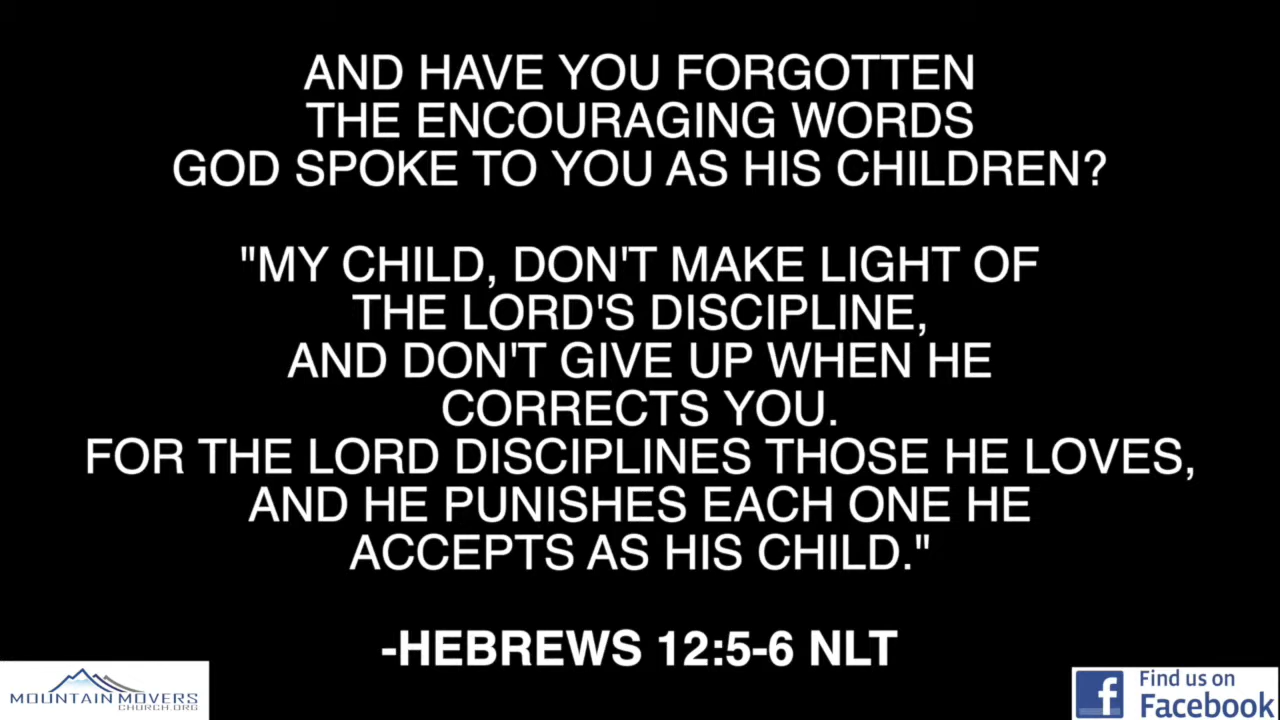 AND HAVE YOU FORGOTTEN
THE ENCOURAGING WORDS
GOD SPOKE TO YOU AS HIS CHILDREN?
"MY CHILD, DON'T MAKE LIGHT OF
THE LORD'S DISCIPLINE,
AND DON'T GIVE UP WHEN HE
CORRECTS YOU.
FOR THE LORD DISCIPLINES THOSE HE LOVES,
AND HE PUNISHES EACH ONE HE
ACCEPTS AS HIS CHILD."
-HEBREWS 12:5-6 NLT
MOUNTAIN MOVERS
CHURCH.ORG
f
Find us on
Facebook